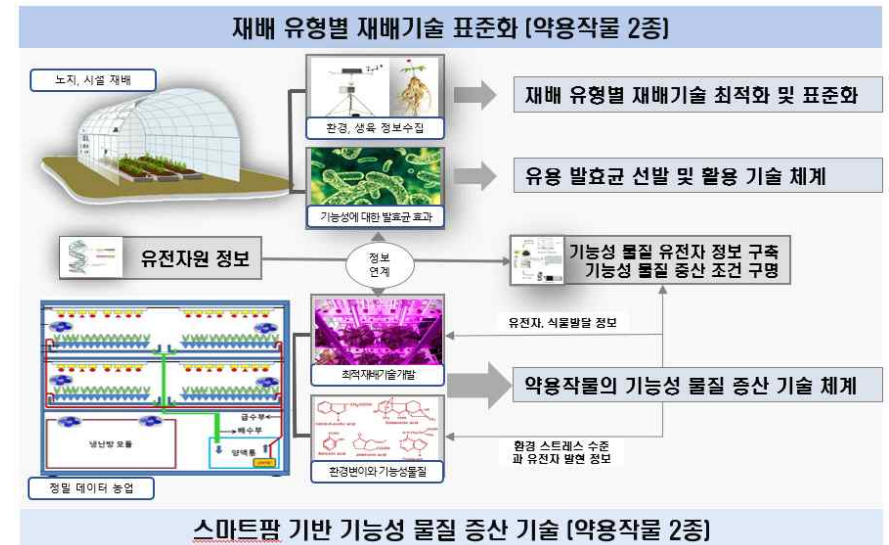 재배 유형별 재배기술 표준화 (약용작물 2종)
노지, 시설 재배
환경, 생육 정보수집
재배 유형별 재배기술 최적화 및 표준화
기능성에 대한 발효균 효과
유용 발효균 선발 및 활용 기술 체계
유전자원 정보
정보
연계
기능성 물질 유전자 정보 구축
기능성 물질 증산 조건 구명
유전자, 식물발달 정보
최적재배기술개발
약용작물의 기능성 물질 증산 기술 체계
급수부
배수부
냉난방 모듈
양액통
환경변이와 기능성물질
환경 스트레스 수준
과 유전자 발현 정보
정밀 데이터 농업
스마트팜 기반 기능성 물질 증산 기술 (약용작물 2종)